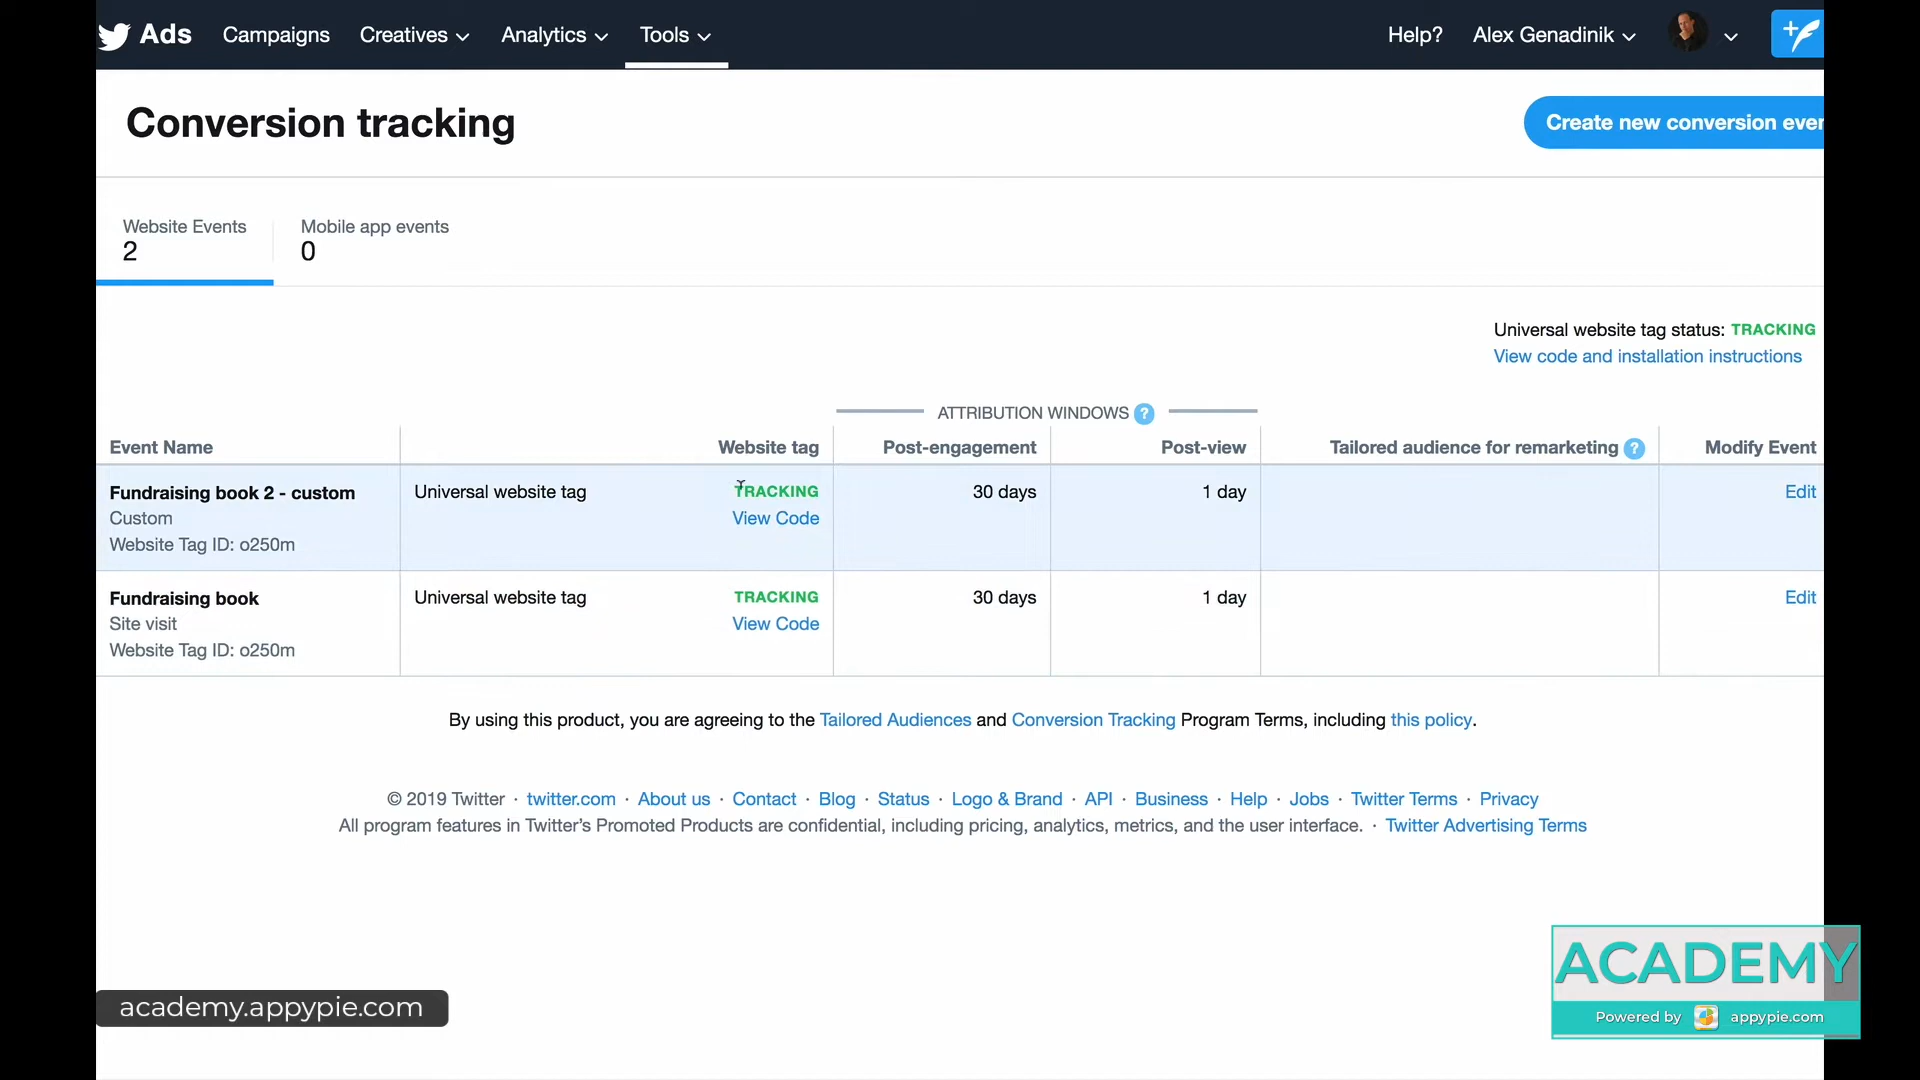 Ads Campaigns Creatives Analytics Tools Help? Alex Genadinik
Conversion tracking
Create new conversion ever
Website Events Mobile app events
2 0
Universal website tag status: TRACKING
View code and installation instructions
ATTRIBUTION WINDOWS ?
Event Name Website tag Post-engagement Post-view Tailored audience for remarketing ? Modify Event
Fundraising book 2 - custom Universal website tag TRACKING 30 days 1 day Edit
Custom View Code
Website Tag ID: o250m
Fundraising book Universal website tag TRACKING 30 days 1 day Edit
Site visit View Code
Website Tag ID: o250m
By using this product, you are agreeing to the Tailored Audiences and Conversion Tracking Program Terms, including this policy.
© 2019 Twitter · twitter.com · About us · Contact · Blog · Status · Logo & Brand · API · Business · Help · Jobs · Twitter Terms · Privacy
All program features in Twitter's Promoted Products are confidential, including pricing, analytics, metrics, and the user interface. · Twitter Advertising Terms
ACADEMY
Powered by appypie.com
academy.appypie.com